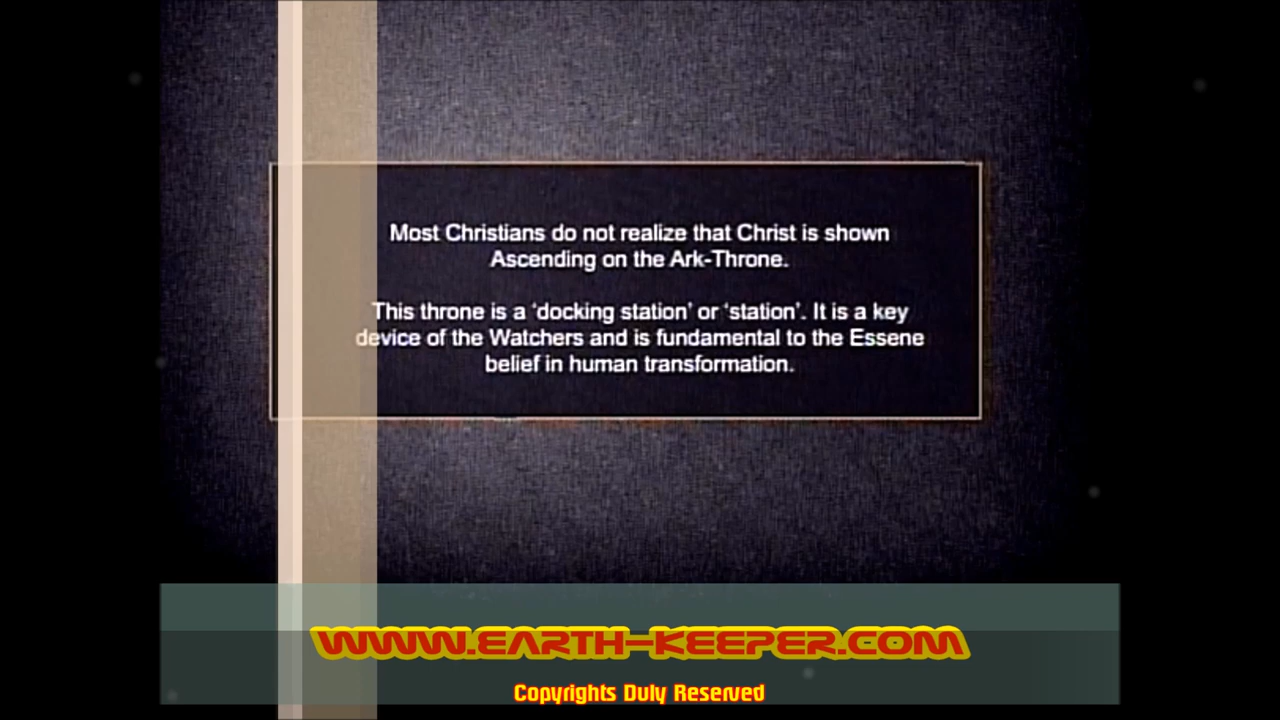 Most Christians do not realize that Christ is shown
Ascending on the Ark-Throne.
This throne is a ‘docking station’ or ‘station’. It is a key
device of the Watchers and is fundamental to the Essene
belief in human transformation.
WWW.EARTH-KEEPER.COM
Copyrights Duly Reserved